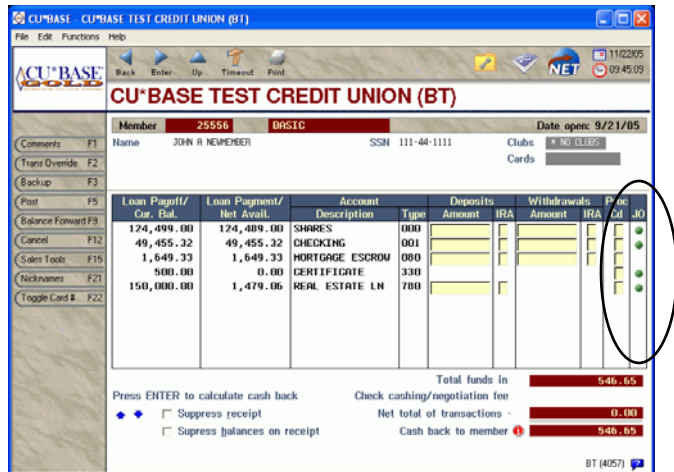 CU*BASE - CU*BASE TEST CREDIT UNION (BT)
File Edit Functions Help
CU*BASE GOLD
Back Enter Up Timeout Print
NET
11/22/05
09:45:09
CU*BASE TEST CREDIT UNION (BT)
Member 25556 BASIC Date open: 9/21/05
Name JOHN A NEWMEMBER SSN 111-44-1111 Clubs * NO CLUBS
Cards
Comments F1
Trans Override F2
Backup F3
Post F5
Balance Forward F9
Cancel F12
Sales Tools F15
Nicknames F21
Toggle Card # F22
Loan Payoff/ Loan Payment/ Account Deposits Withdrawals Proc
Cur. Bal. Net Avail. Description Type Amount IRA Amount IRA Cd JO
124,499.00 124,489.00 SHARES 000
49,455.32 49,455.32 CHECKING 001
1,649.33 1,649.33 MORTGAGE ESCROW 080
500.00 0.00 CERTIFICATE 330
150,000.00 1,479.06 REAL ESTATE LN 780
Total funds in 546.65
Press ENTER to calculate cash back Check cashing/negotiation fee
Suppress receipt Net total of transactions - 0.00
Supress balances on receipt Cash back to member 546.65
BT (4057)